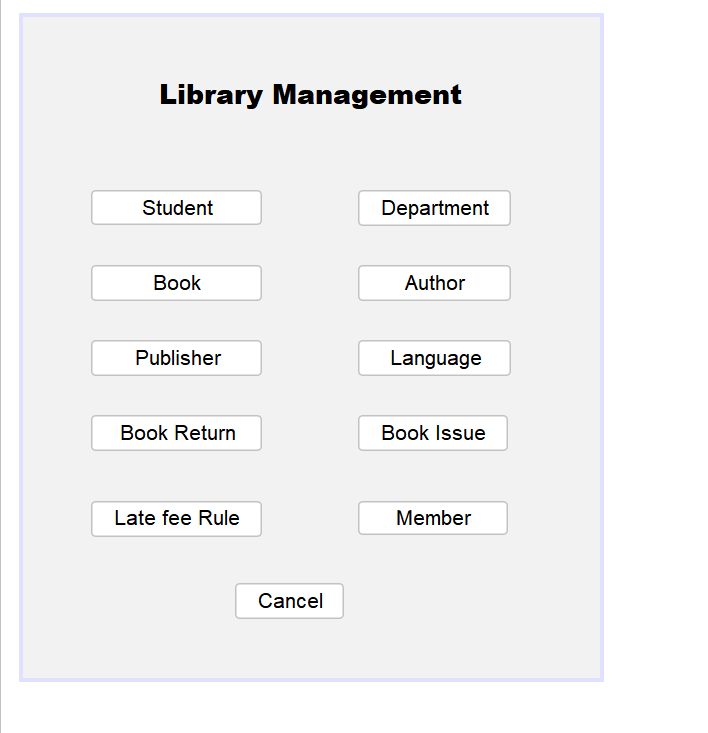 Library Management
Student Department
Book Author
Publisher Language
Book Return Book Issue
Late fee Rule Member
Cancel